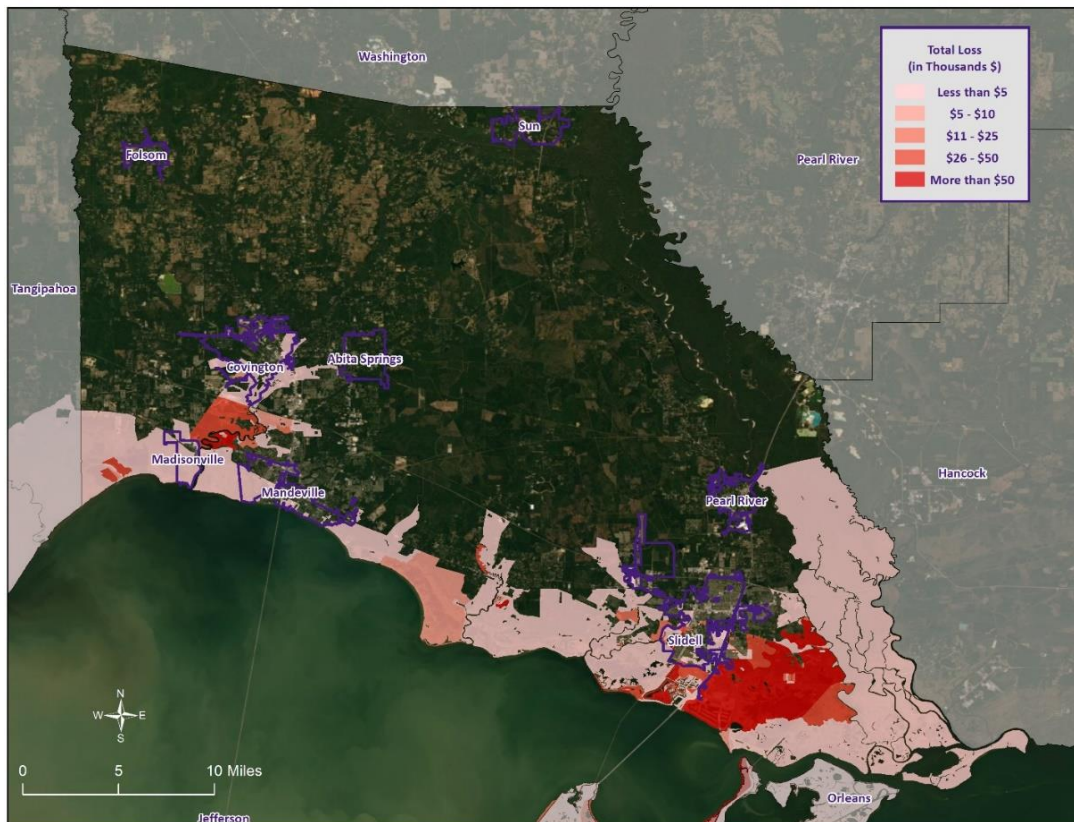 Washington
Total Loss
(in Thousands $)
Less than $5
$5 - $10
$11 - $25
$26 - $50
More than $50
Sun
Folsom
Pearl River
Tangipahoa
Covington
Abita Springs
Madisonville
Mandeville
Hancock
Pearl River
Slidell
N
W E
S
0 5 10 Miles
Orleans
Jefferson